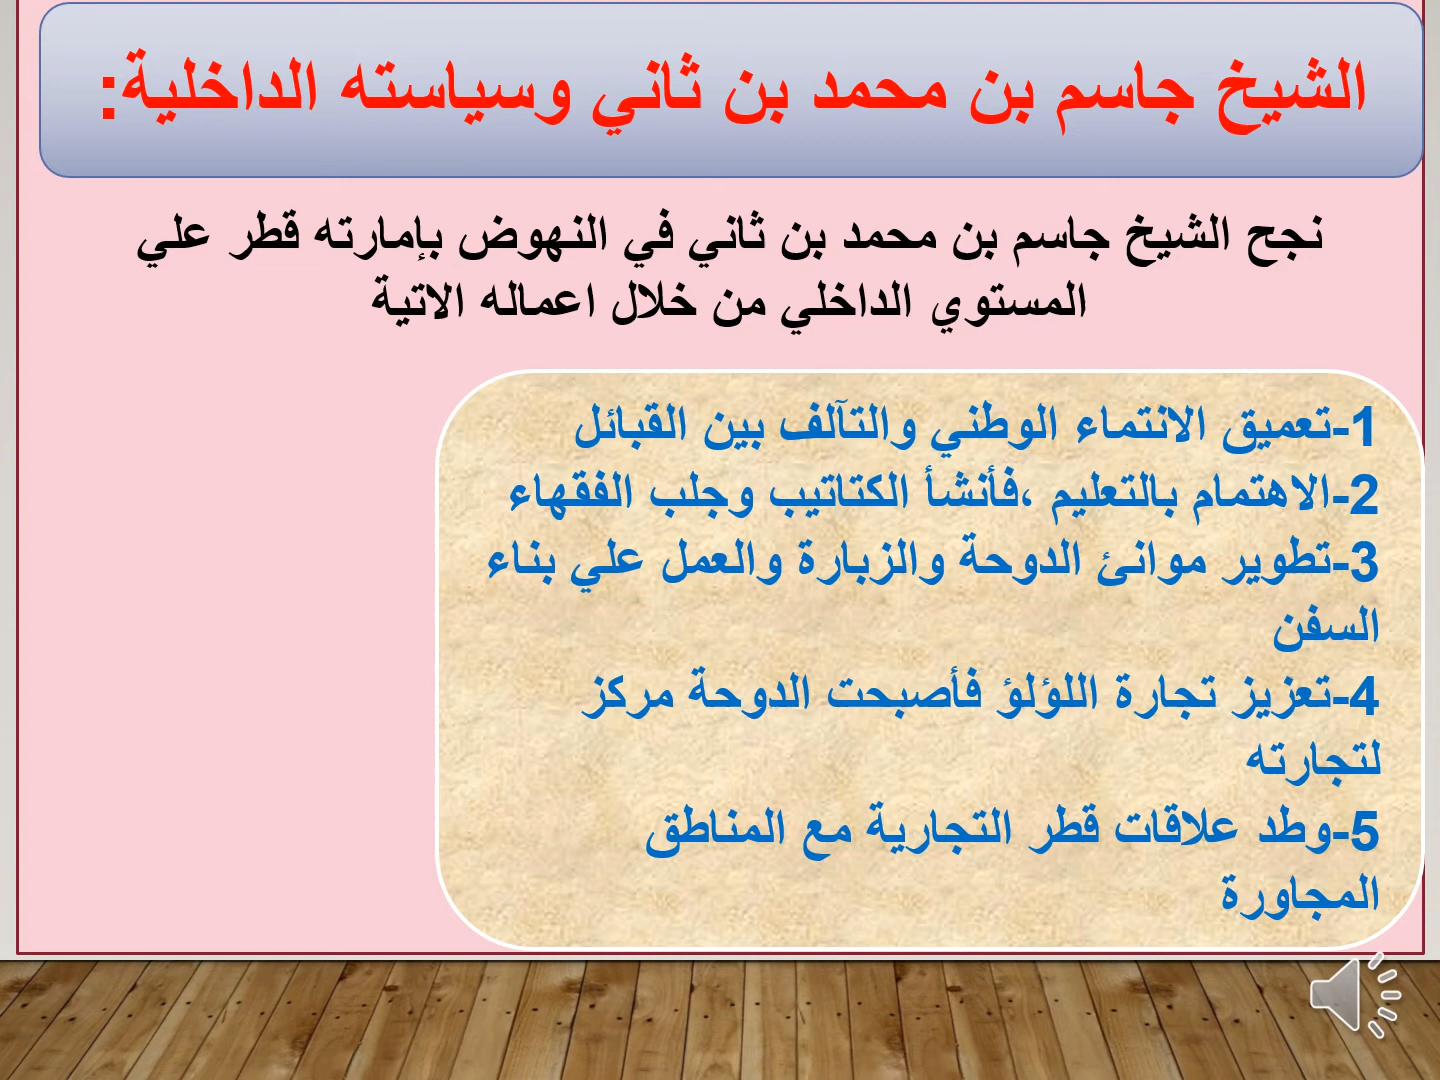 الشيخ جاسم بن محمد بن ثاني وسياسته الداخلية:
نجح الشيخ جاسم بن محمد بن ثاني في النهوض بإمارته قطر علي
المستوي الداخلي من خلال اعماله الاتية
1-تعميق الانتماء الوطني والتآلف بين القبائل
2-الاهتمام بالتعليم ،فأنشأ الكتاتيب وجلب الفقهاء
3-تطوير موانئ الدوحة والزبارة والعمل علي بناء
السفن
4-تعزيز تجارة اللؤلؤ فأصبحت الدوحة مركز
لتجارته
5-وطد علاقات قطر التجارية مع المناطق
المجاورة